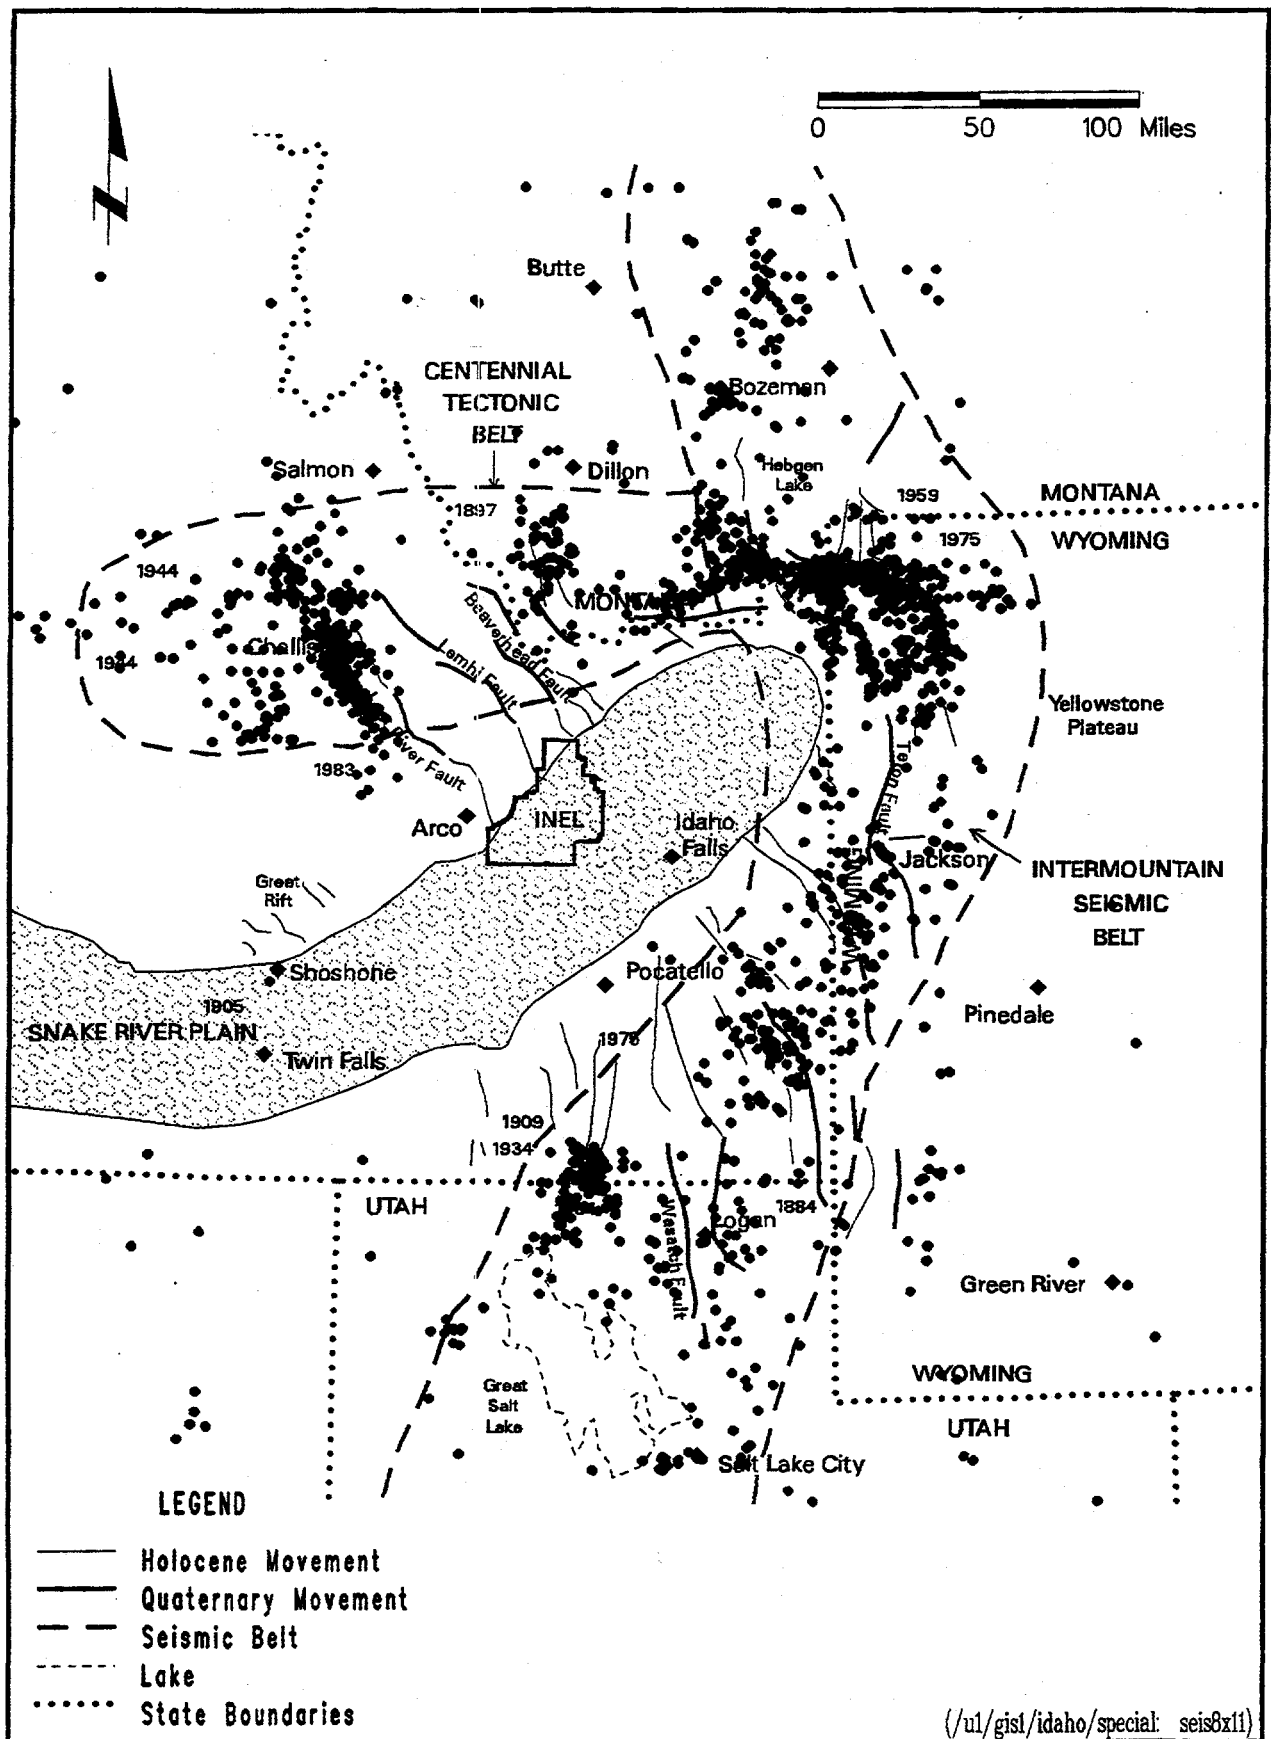 0 50 100 Miles
Butte
CENTENNIAL
TECTONIC
BELT
Bozeman
Salmon
Dillon
Hebgen
Lake
1959
MONTANA
1897
1975
WYOMING
1944
MONTANA
Beaverhead Fault
Challis
Lemhi Fault
1944
Yellowstone
Plateau
River Fault
Teton Fault
1983
Arco
INEL
Idaho
Falls
Jackson
INTERMOUNTAIN
SEISMIC
BELT
WYOMING
Great
Rift
Shoshone
Pocatello
1905
SNAKE RIVER PLAIN
Pinedale
Twin Falls
1909
1934
UTAH
1884
Logan
Wasatch Fault
Green River
WYOMING
Great
Salt
Lake
UTAH
Salt Lake City
LEGEND
Holocene Movement
Quaternary Movement
Seismic Belt
Lake
State Boundaries
(/u1/gis1/idaho/special: seis8x11)